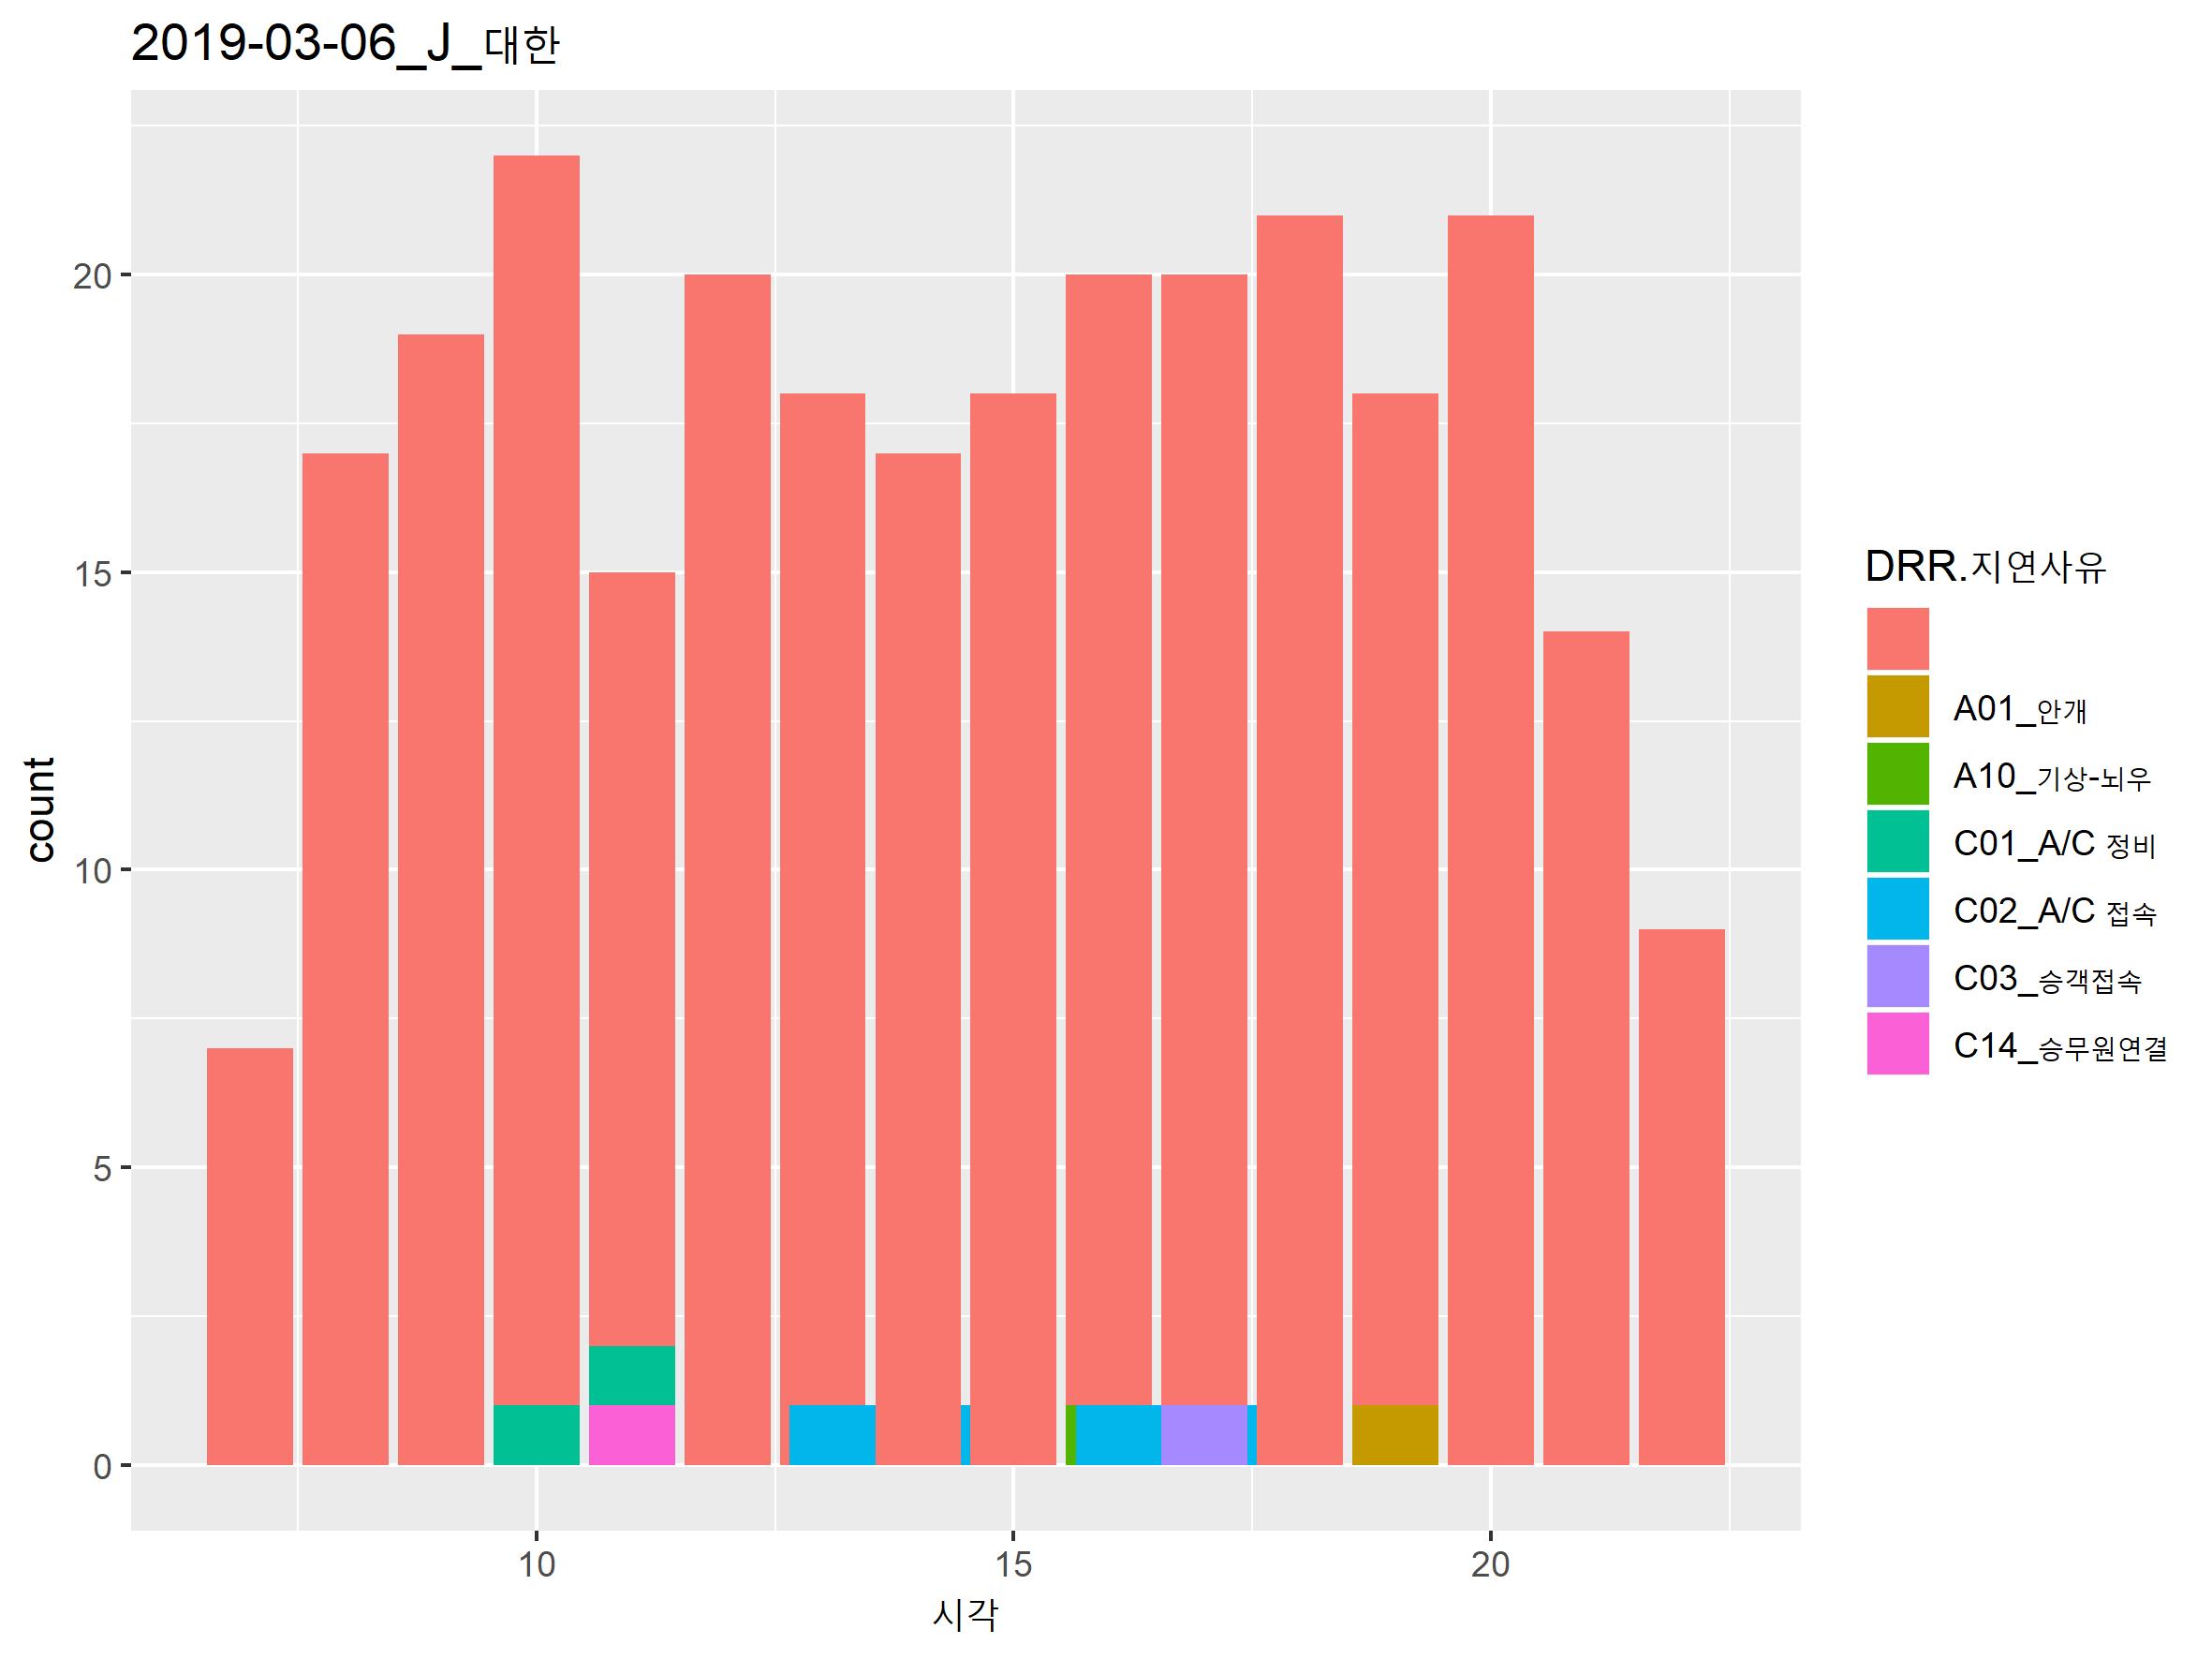 2019-03-06_J_대한
count
20
15
10
5
0
10 15 20
시각
DRR.지연사유
A01_안개
A10_기상-뇌우
C01_A/C 정비
C02_A/C 접속
C03_승객접속
C14_승무원연결